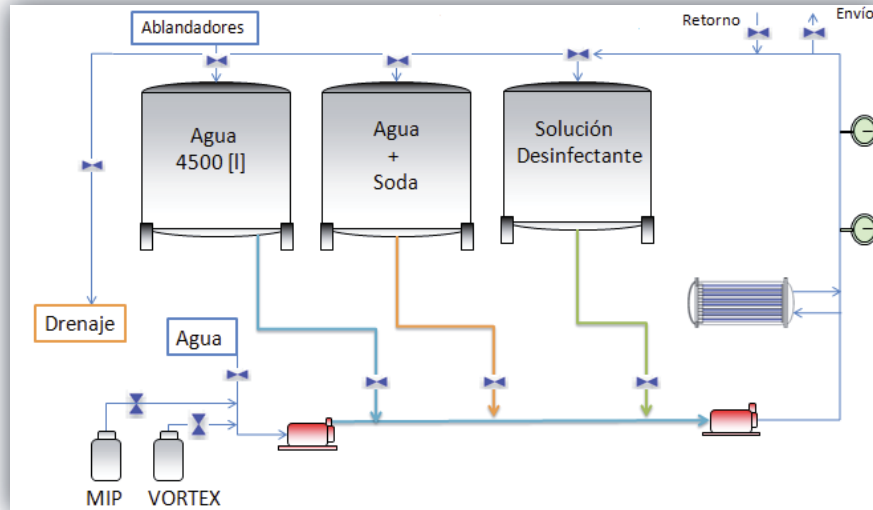 Ablandadores
Retorno
Envío
Agua
4500 [l]
Agua
+
Soda
Solución
Desinfectante
Drenaje
Agua
MIP
VORTEX